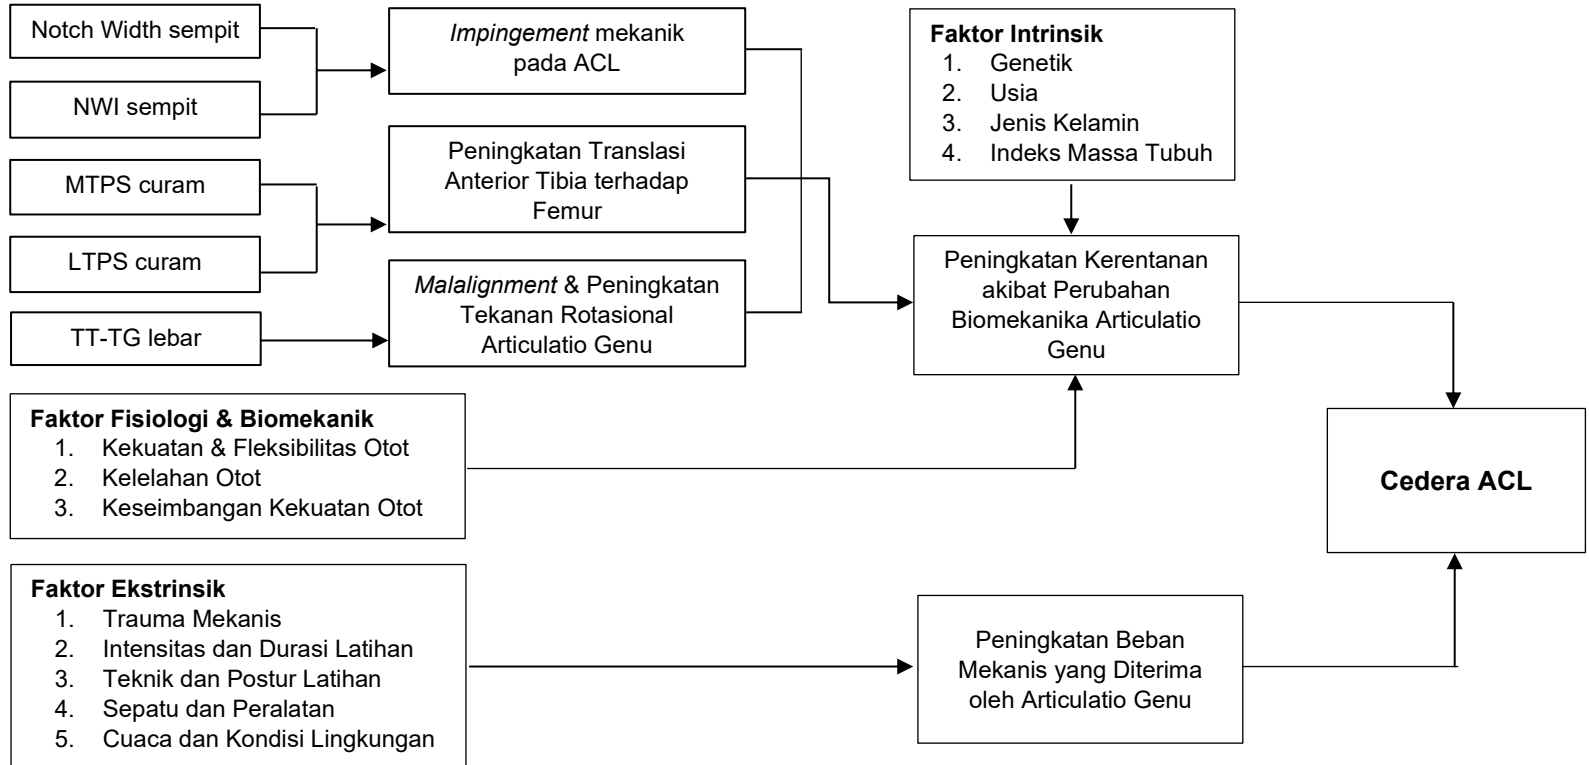 Notch Width sempit
NWI sempit
MTPS curam
LTPS curam
TT-TG lebar
Impingement mekanik
pada ACL
Peningkatan Translasi
Anterior Tibia terhadap
Femur
Malalignment & Peningkatan
Tekanan Rotasional
Articulatio Genu
Faktor Intrinsik
1. Genetik
2. Usia
3. Jenis Kelamin
4. Indeks Massa Tubuh
Peningkatan Kerentanan
akibat Perubahan
Biomekanika Articulatio
Genu
Faktor Fisiologi & Biomekanik
1. Kekuatan & Fleksibilitas Otot
2. Kelelahan Otot
3. Keseimbangan Kekuatan Otot
Cedera ACL
Faktor Ekstrinsik
1. Trauma Mekanis
2. Intensitas dan Durasi Latihan
3. Teknik dan Postur Latihan
4. Sepatu dan Peralatan
5. Cuaca dan Kondisi Lingkungan
Peningkatan Beban
Mekanis yang Diterima
oleh Articulatio Genu